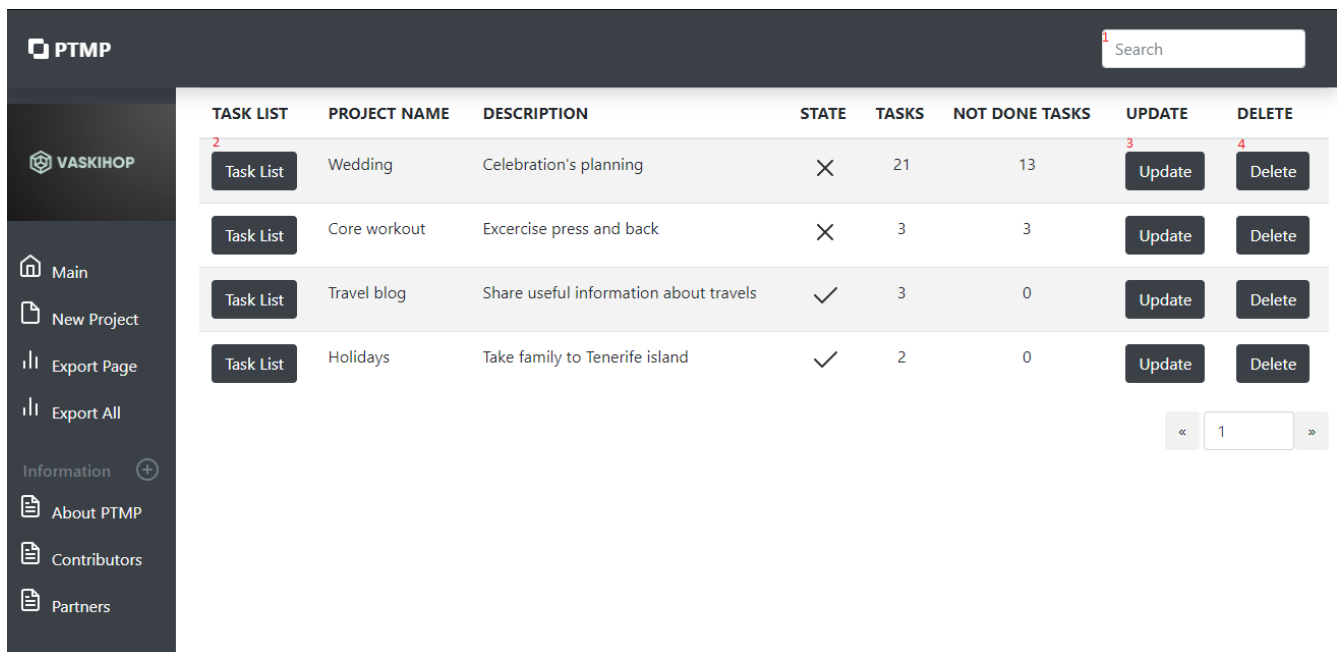 PTMP
1
Search
VASKIHOP
Main
New Project
Export Page
Export All
Information
About PTMP
Contributors
Partners
TASK LIST PROJECT NAME DESCRIPTION STATE TASKS NOT DONE TASKS UPDATE DELETE
2 3 4
Task List Wedding Celebration's planning 21 13 Update Delete
Task List Core workout Excercise press and back 3 3 Update Delete
Task List Travel blog Share useful information about travels 3 0 Update Delete
Task List Holidays Take family to Tenerife island 2 0 Update Delete
« 1 »